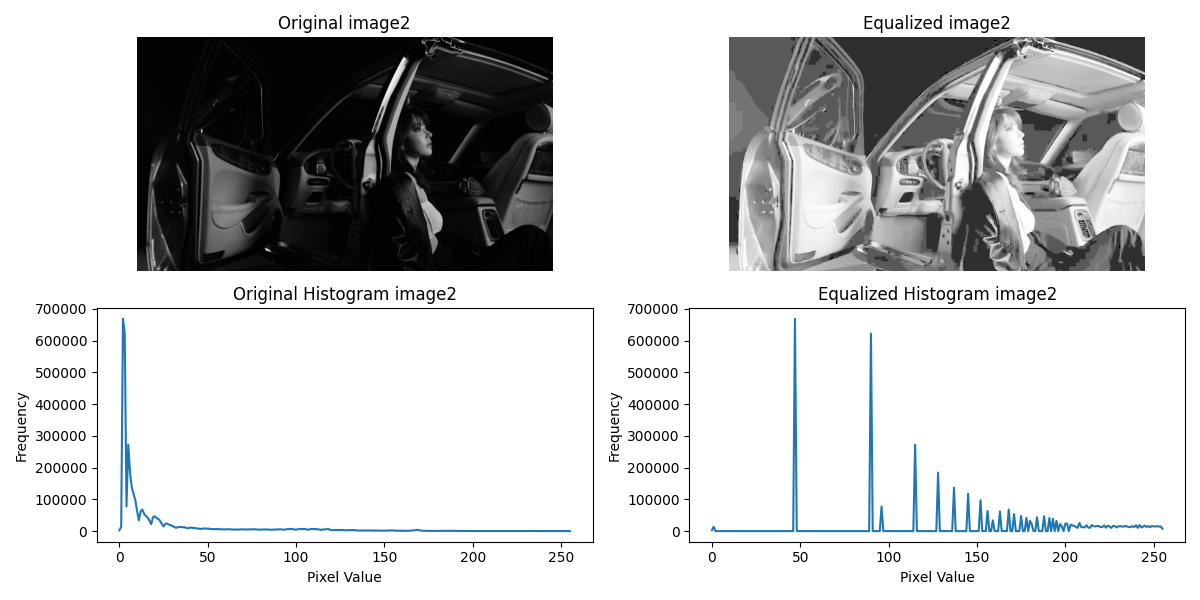 Original image2
Equalized image2
Original Histogram image2
700000
600000
500000
400000
300000
200000
100000
0
Frequency
0 50 100 150 200 250
Pixel Value
Equalized Histogram image2
700000
600000
500000
400000
300000
200000
100000
0
Frequency
0 50 100 150 200 250
Pixel Value